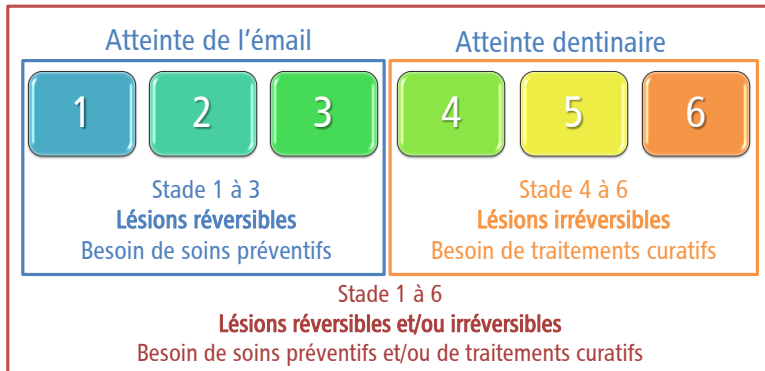 Atteinte de l'émail
Atteinte dentinaire
1 2 3 4 5 6
Stade 1 à 3
Lésions réversibles
Besoin de soins préventifs
Stade 4 à 6
Lésions irréversibles
Besoin de traitements curatifs
Stade 1 à 6
Lésions réversibles et/ou irréversibles
Besoin de soins préventifs et/ou de traitements curatifs